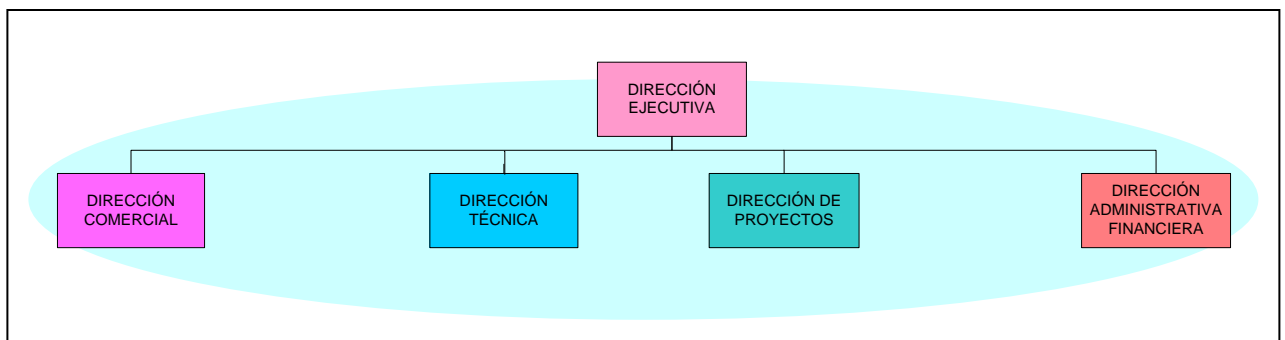 DIRECCIÓN
EJECUTIVA
DIRECCIÓN
COMERCIAL
DIRECCIÓN
TÉCNICA
DIRECCIÓN DE
PROYECTOS
DIRECCIÓN
ADMINISTRATIVA
FINANCIERA